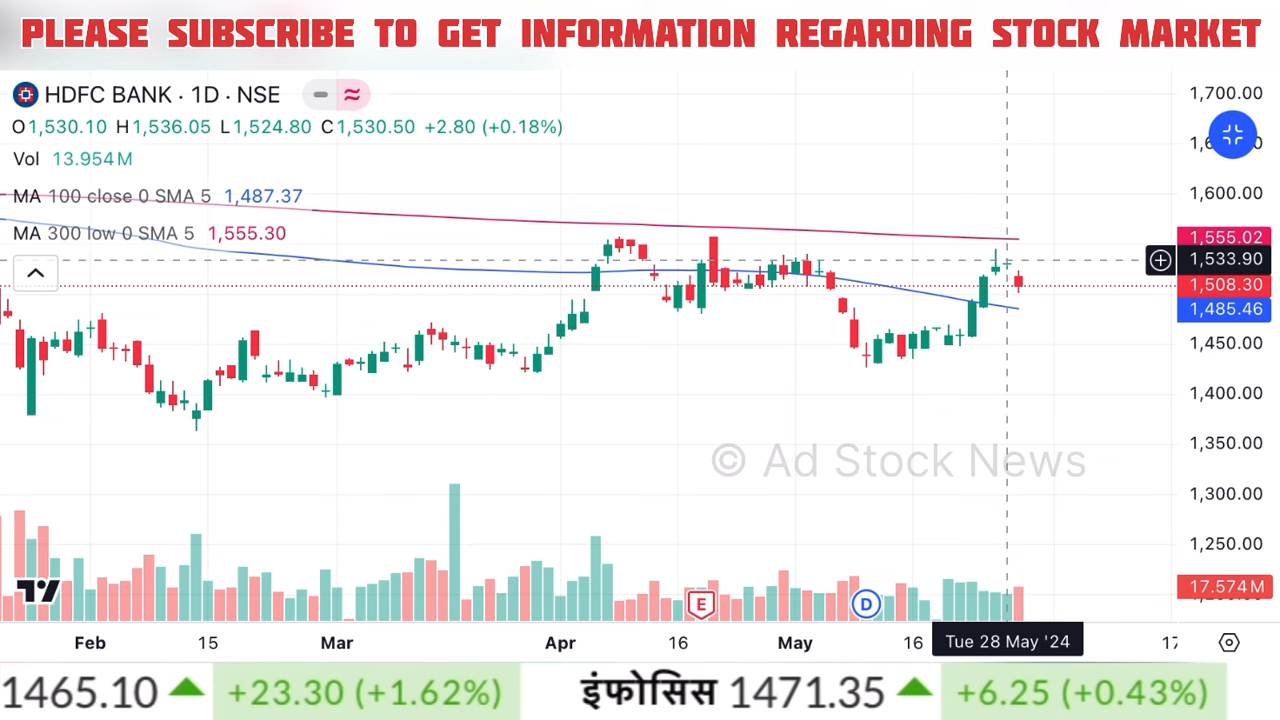 PLEASE SUBSCRIBE TO GET INFORMATION REGARDING STOCK MARKET
HDFC BANK · 1D · NSE
O1,530.10 H1,536.05 L1,524.80 C1,530.50 +2.80 (+0.18%)
Vol 13.954M
MA 100 close 0 SMA 5 1,487.37
MA 300 low 0 SMA 5 1,555.30
1,700.00
1,600.00
1,555.02
1,533.90
1,508.30
1,485.46
1,450.00
1,400.00
1,350.00
1,300.00
1,250.00
17.574M
© Ad Stock News
E
D
Feb 15 Mar Apr 16 May 16 Tue 28 May '24
1465.10 +23.30 (+1.62%) इंफोसिस 1471.35 +6.25 (+0.43%)